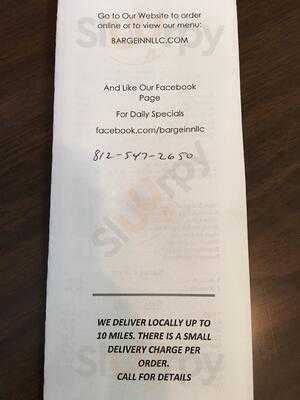 Go to Our Website to order
online or to view our menu:
BARGEINNLLC.COM
And Like Our Facebook
Page
For Daily Specials
facebook.com/bargeinnllc
812-547-2650
WE DELIVER LOCALLY UP TO
10 MILES. THERE IS A SMALL
DELIVERY CHARGE PER
ORDER.
CALL FOR DETAILS
Slurpy
Slurpy